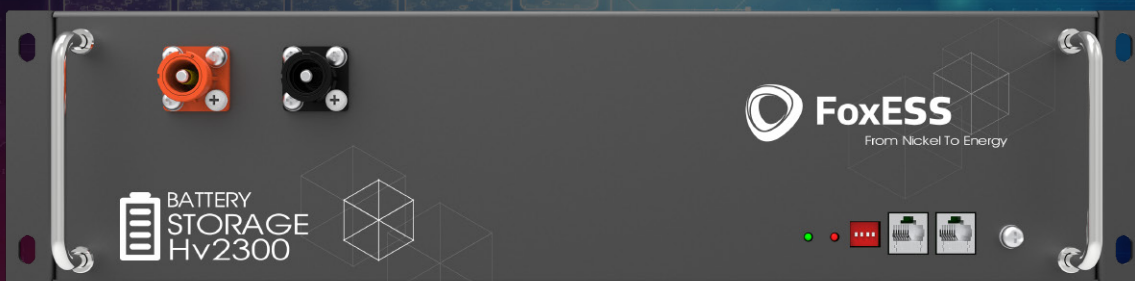 FoxESS
From Nickel To Energy
BATTERY
STORAGE
Hv2300